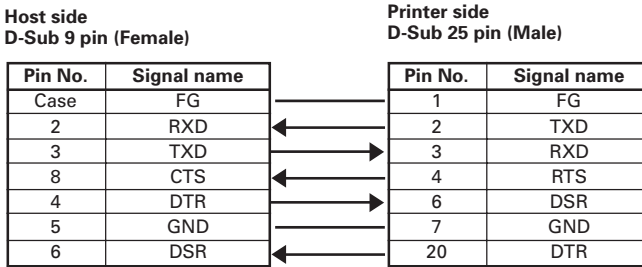 Host side
D-Sub 9 pin (Female)
Printer side
D-Sub 25 pin (Male)
Pin No. Signal name Pin No. Signal name
Case FG 1 FG
2 RXD 2 TXD
3 TXD 3 RXD
8 CTS 4 RTS
4 DTR 6 DSR
5 GND 7 GND
6 DSR 20 DTR